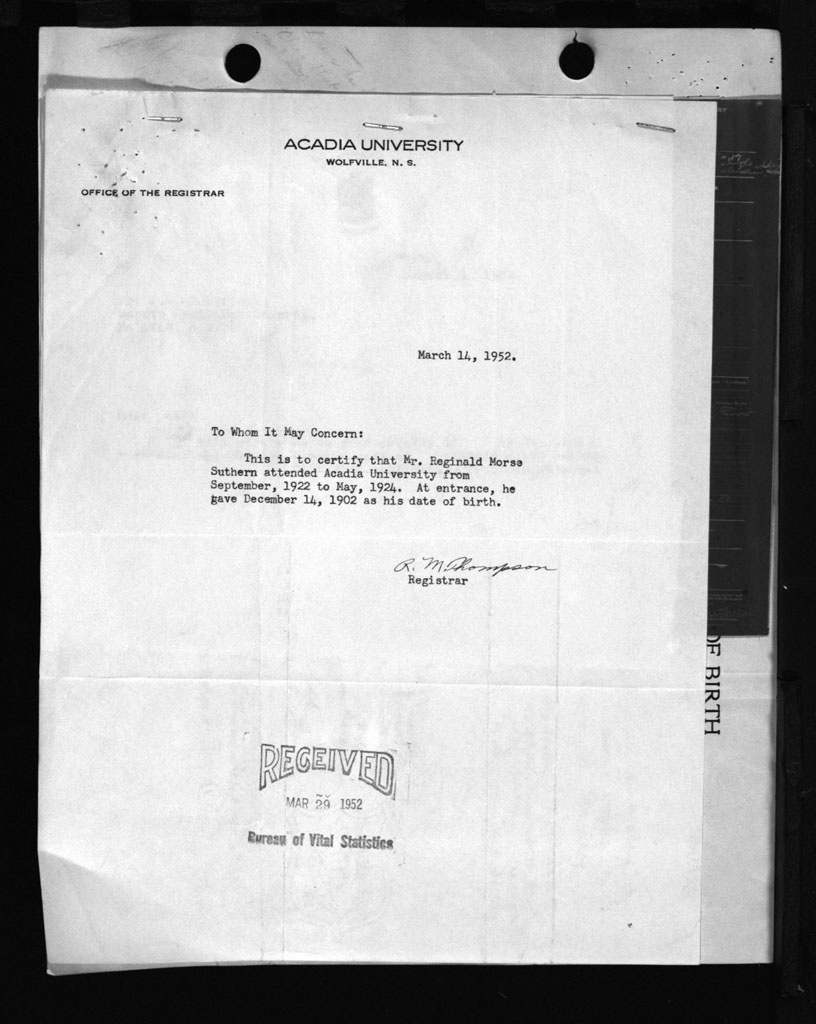 ACADIA UNIVERSITY
WOLFVILLE, N. S.
OFFICE OF THE REGISTRAR
March 14, 1952.
To Whom It May Concern:
This is to certify that Mr. Reginald Morse
Suthern attended Acadia University from
September, 1922 to May, 1924. At entrance, he
gave December 14, 1902 as his date of birth.
R. M. Thompson
Registrar
OF BIRTH
RECEIVED
MAR 29 1952
Bureau of Vital Statistics